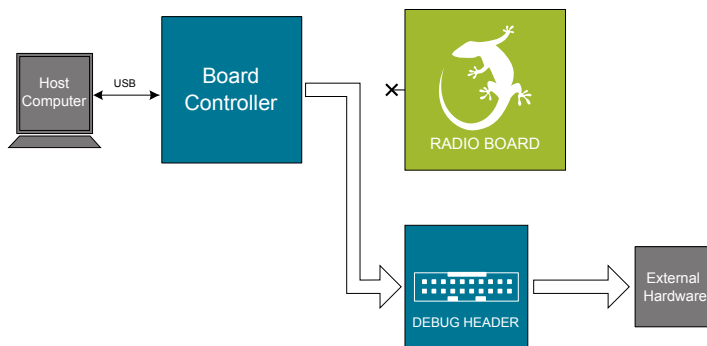 Host
Computer
USB
Board
Controller
RADIO BOARD
DEBUG HEADER
External
Hardware